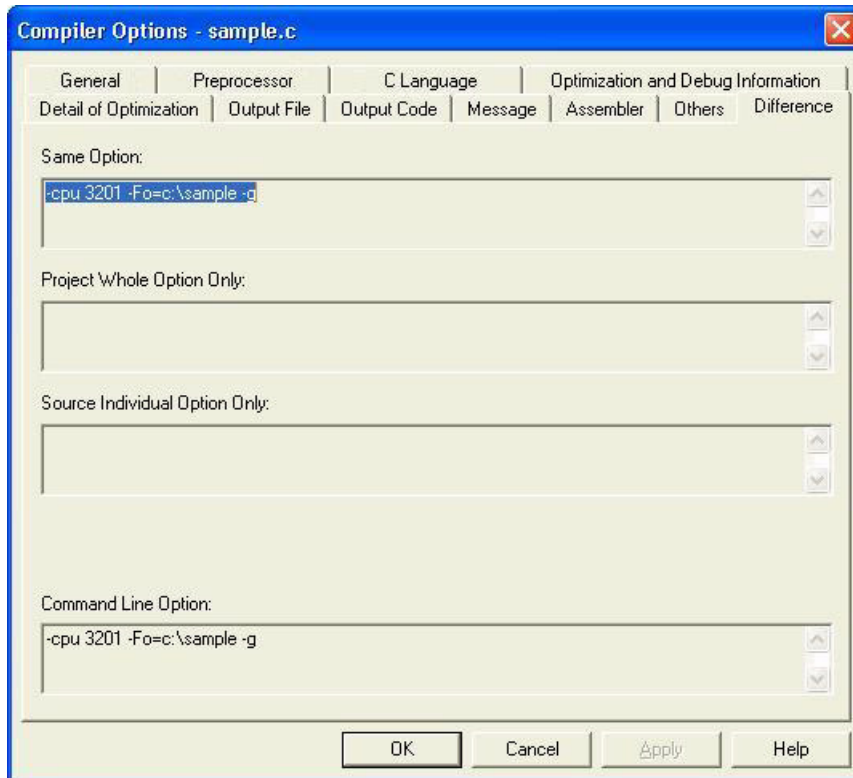 Compiler Options - sample.c
General Preprocessor C Language Optimization and Debug Information
Detail of Optimization Output File Output Code Message Assembler Others Difference
Same Option:
-cpu 3201 -Fo=c:\sample -g
Project Whole Option Only:
Source Individual Option Only:
Command Line Option:
-cpu 3201 -Fo=c:\sample -g
OK Cancel Apply Help